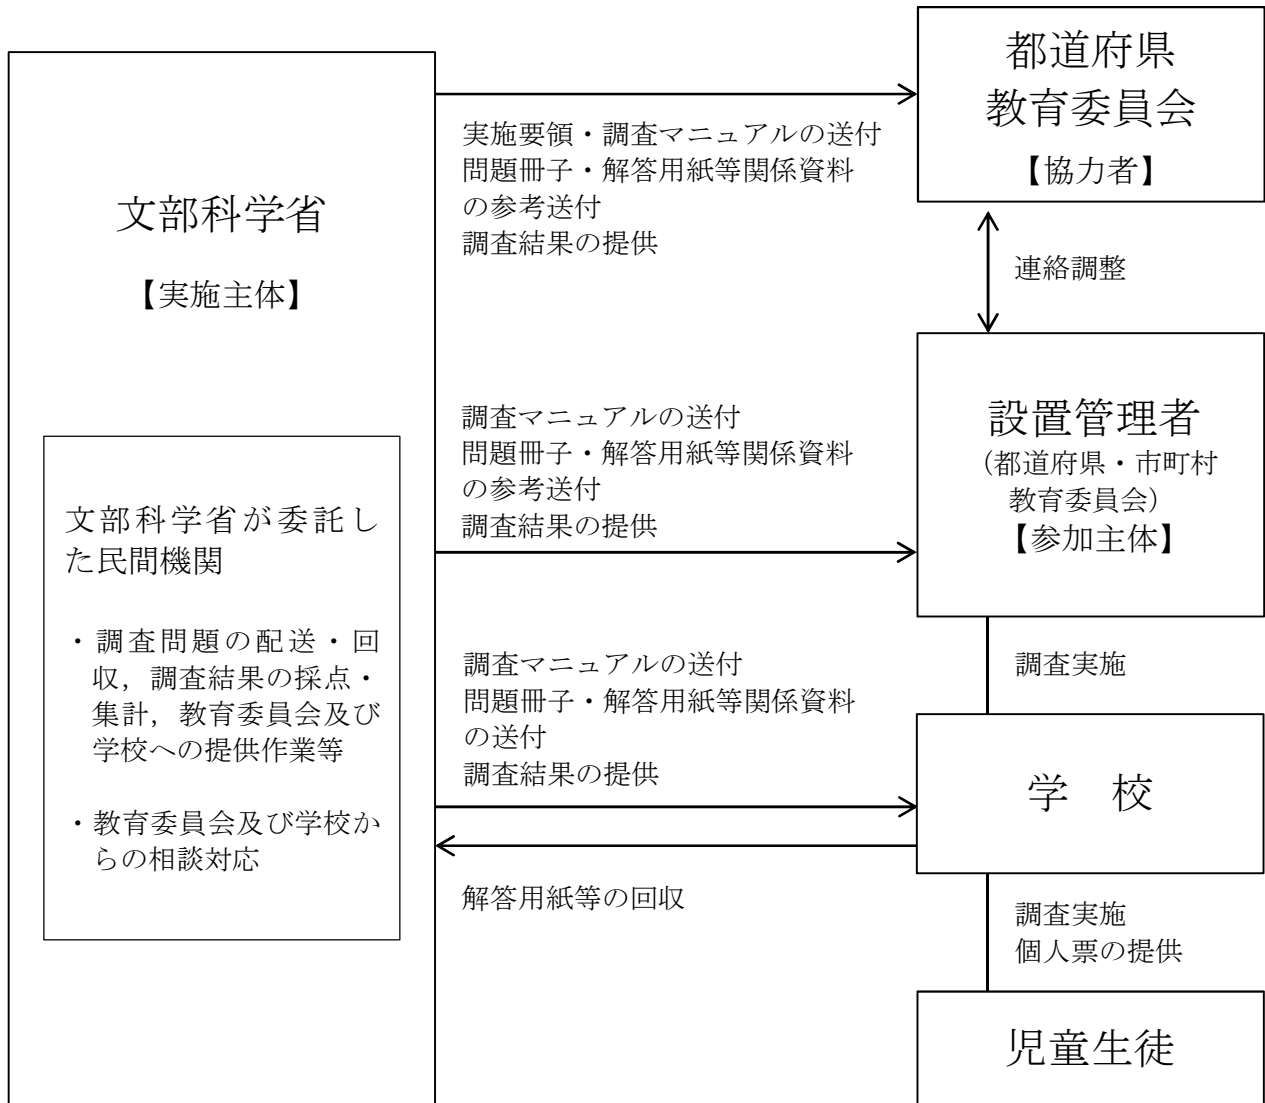 都道府県
教育委員会
【協力者】
実施要領・調査マニュアルの送付
問題冊子・解答用紙等関係資料
の参考送付
調査結果の提供
文部科学省
【実施主体】
連絡調整
調査マニュアルの送付
問題冊子・解答用紙等関係資料
の参考送付
調査結果の提供
設置管理者
（都道府県・市町村
教育委員会）
【参加主体】
文部科学省が委託し
た民間機関
・調査問題の配送・回
収，調査結果の採点・
集計，教育委員会及び
学校への提供作業等
・教育委員会及び学校か
らの相談対応
調査実施
調査マニュアルの送付
問題冊子・解答用紙等関係資料
の送付
調査結果の提供
学　校
解答用紙等の回収
調査実施
個人票の提供
児童生徒